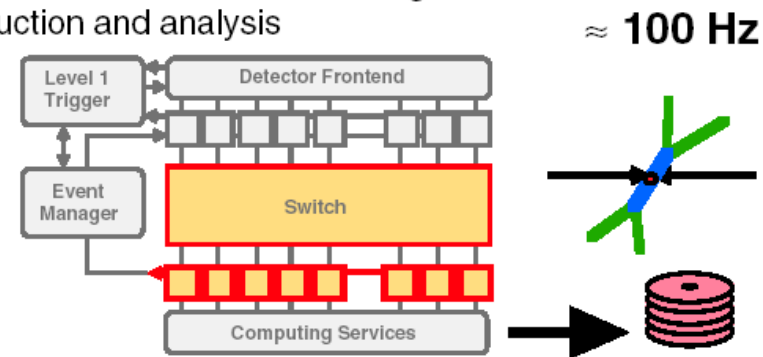 uction and analysis
≈ 100 Hz
Level 1
Trigger
Detector Frontend
Event
Manager
Switch
Computing Services